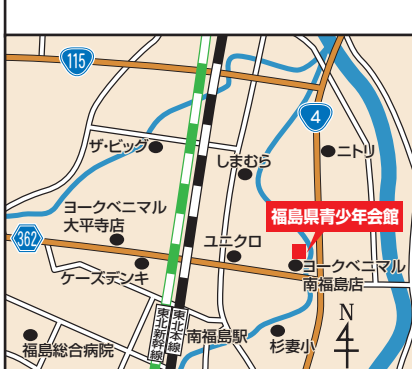 115
4
ザ・ビッグ
しまむら
ニトリ
ヨークベニマル
大平寺店
福島県青少年会館
362
ユニクロ
ケーズデンキ
ヨークベニマル
南福島店
東北新幹線
東北本線
南福島駅
福島総合病院
杉妻小
N